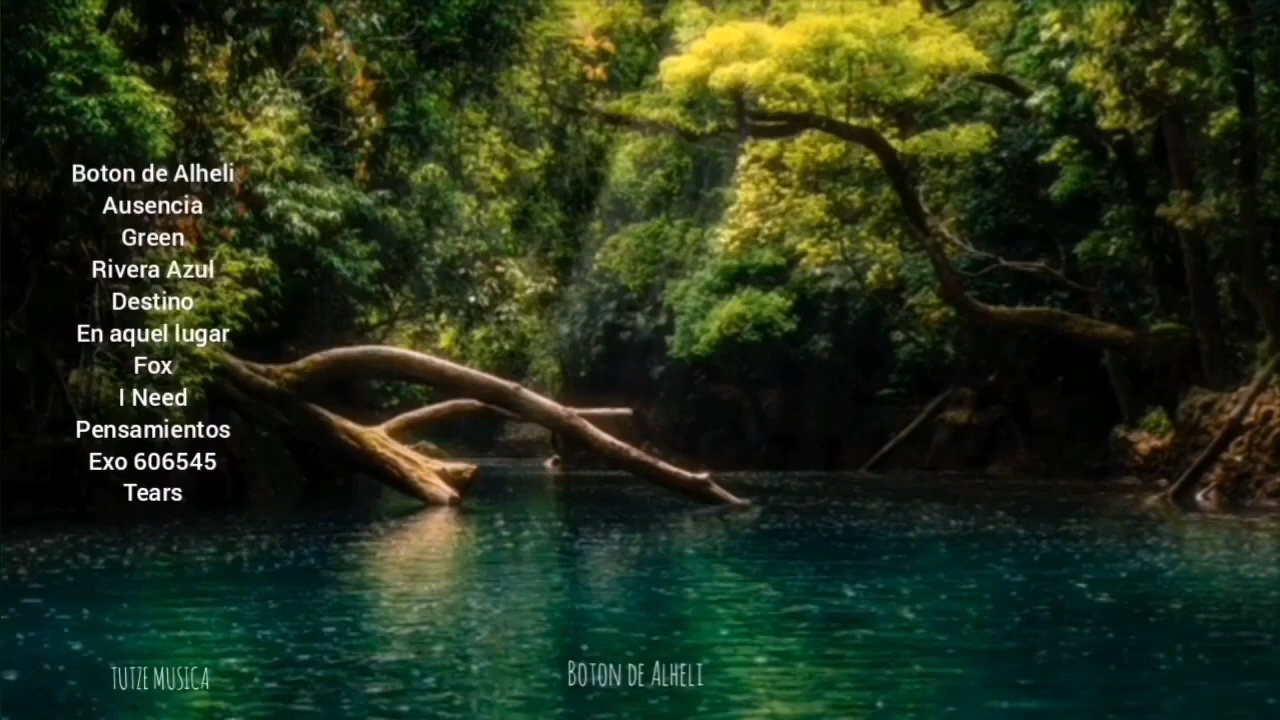 Boton de Alheli
Ausencia
Green
Rivera Azul
Destino
En aquel lugar
Fox
I Need
Pensamientos
Exo 606545
Tears
TUTZE MUSICA
BOTON DE ALHELI